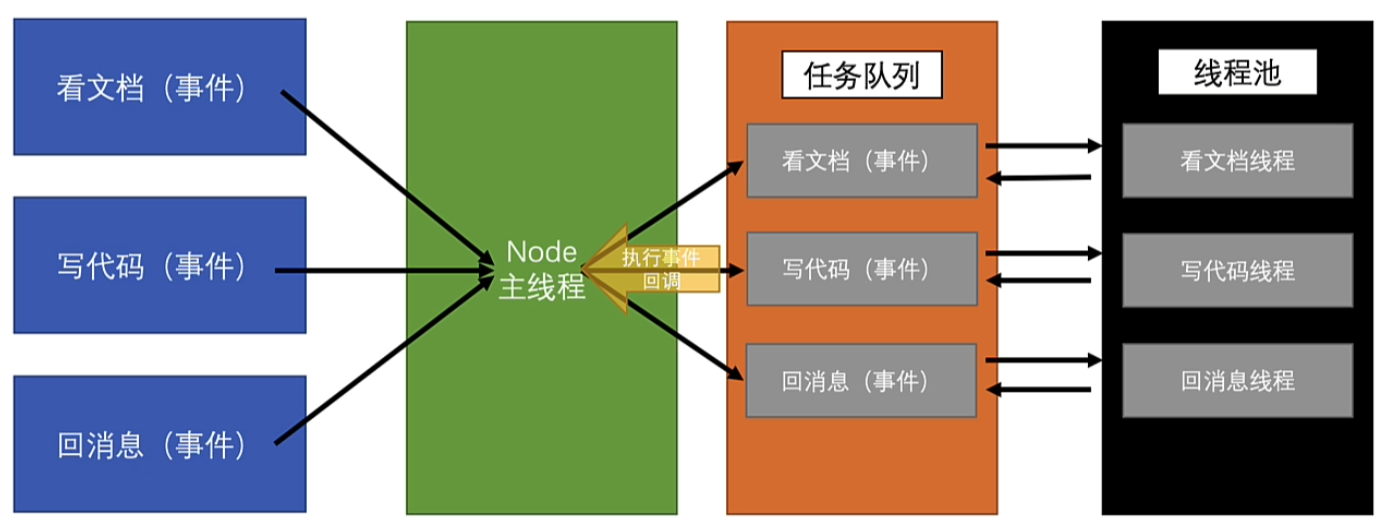 看文档（事件）
写代码（事件）
回消息（事件）
Node
主线程
执行事件
回调
任务队列
看文档（事件）
写代码（事件）
回消息（事件）
线程池
看文档线程
写代码线程
回消息线程